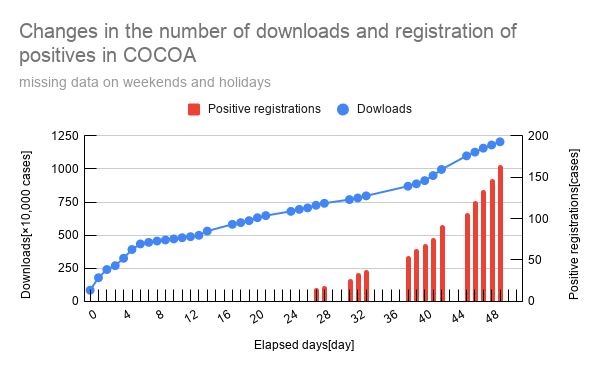 Changes in the number of downloads and registration of
positives in COCOA
missing data on weekends and holidays
Positive registrations
Dowloads
Downloads[×10,000 cases]
1250
1000
750
500
250
0
200
150
100
50
0
Positive registrations[cases]
0 4 8 12 16 20 24 28 32 36 40 44 48
Elapsed days[day]